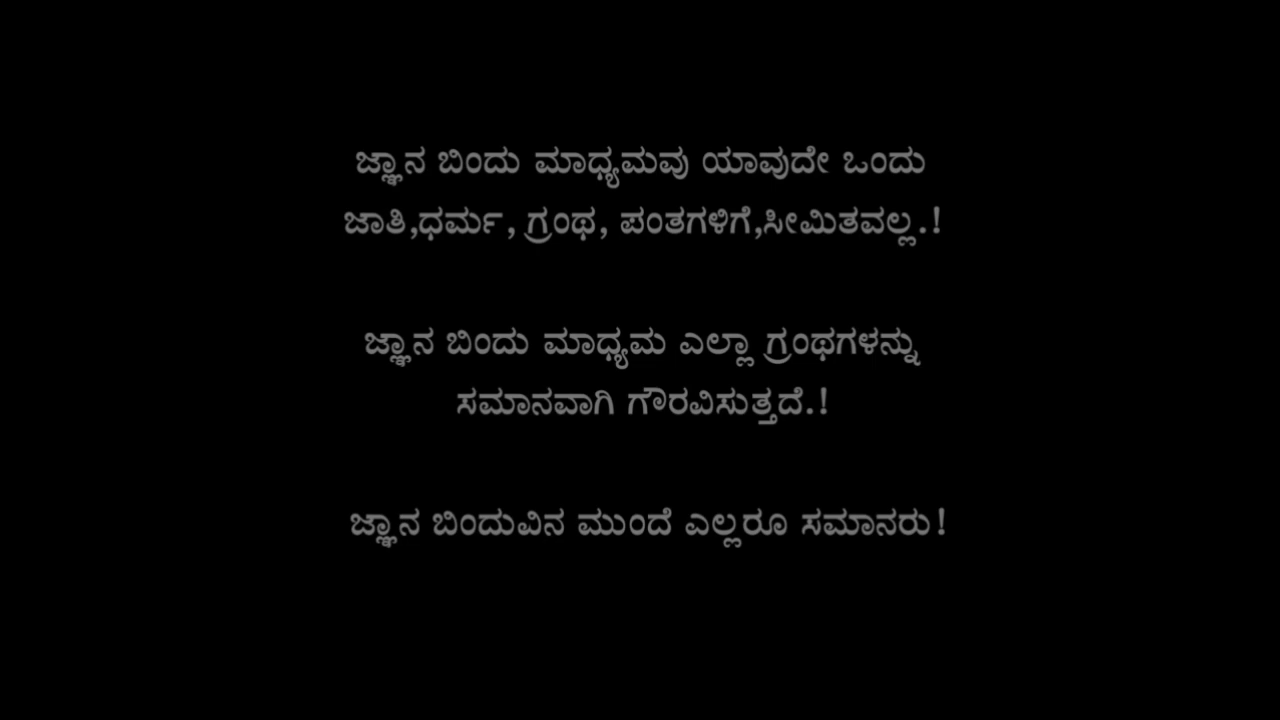 ಜ್ಞಾನ ಬಿಂದು ಮಾಧ್ಯಮವು ಯಾವುದೇ ಒಂದು
ಜಾತಿ,ಧರ್ಮ, ಗ್ರಂಥ, ಪಂತಗಳಿಗೆ,ಸೀಮಿತವಲ್ಲ.!
ಜ್ಞಾನ ಬಿಂದು ಮಾಧ್ಯಮ ಎಲ್ಲಾ ಗ್ರಂಥಗಳನ್ನು
ಸಮಾನವಾಗಿ ಗೌರವಿಸುತ್ತದೆ.!
ಜ್ಞಾನ ಬಿಂದುವಿನ ಮುಂದೆ ಎಲ್ಲರೂ ಸಮಾನರು!